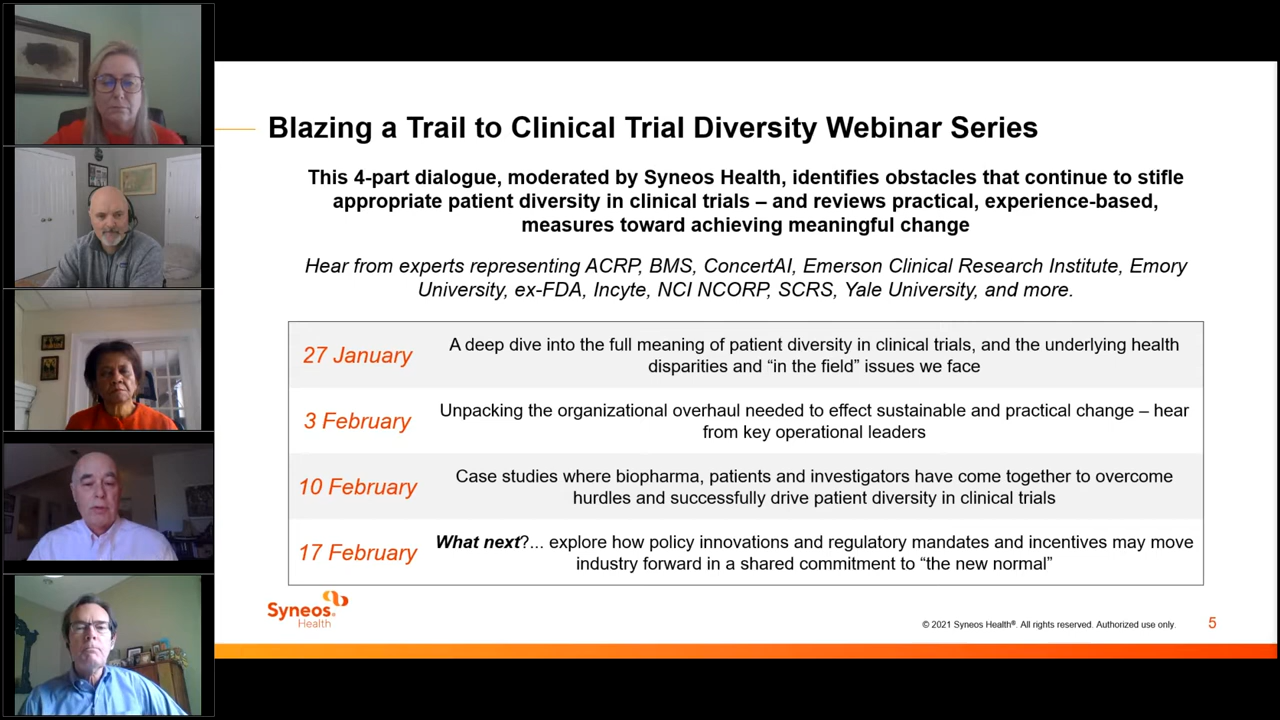 Blazing a Trail to Clinical Trial Diversity Webinar Series
This 4-part dialogue, moderated by Syneos Health, identifies obstacles that continue to stifle
appropriate patient diversity in clinical trials – and reviews practical, experience-based,
measures toward achieving meaningful change
Hear from experts representing ACRP, BMS, ConcertAI, Emerson Clinical Research Institute, Emory
University, ex-FDA, Incyte, NCI NCORP, SCRS, Yale University, and more.
27 January
A deep dive into the full meaning of patient diversity in clinical trials, and the underlying health
disparities and “in the field” issues we face
3 February
Unpacking the organizational overhaul needed to effect sustainable and practical change – hear
from key operational leaders
10 February
Case studies where biopharma, patients and investigators have come together to overcome
hurdles and successfully drive patient diversity in clinical trials
17 February
What next?... explore how policy innovations and regulatory mandates and incentives may move
industry forward in a shared commitment to “the new normal”
Syneos®
Health
© 2021 Syneos Health®. All rights reserved. Authorized use only.
5